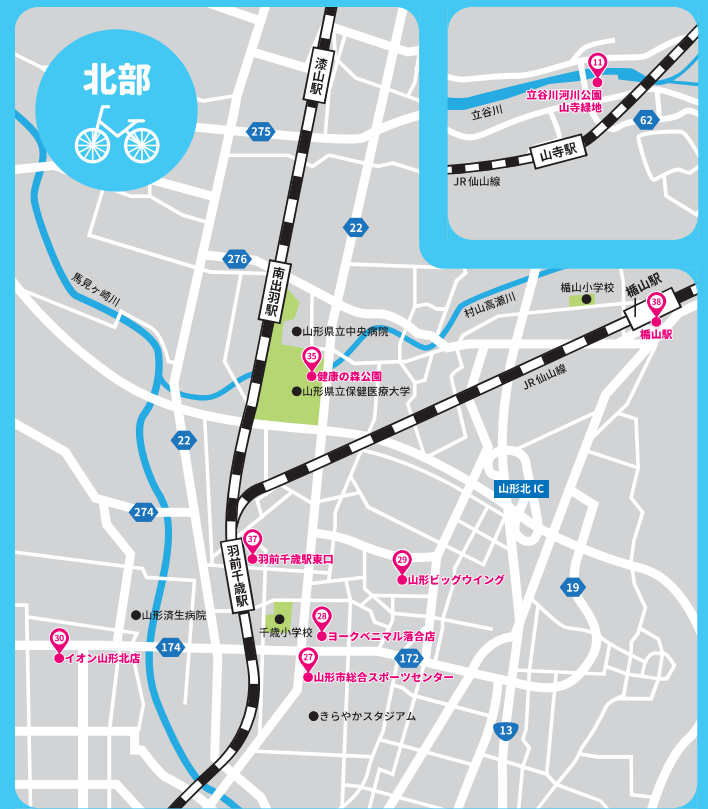 北部
漆山駅
275
22
276
南出羽駅
馬見ヶ崎川
山形県立中央病院
35
健康の森公園
山形県立保健医療大学
村山高瀬川
楯山小学校
楯山駅
38
楯山駅
JR仙山線
11
立谷川河川公園
山寺緑地
立谷川
62
山寺駅
JR仙山線
22
274
山形北IC
37
羽前千歳駅東口
羽前千歳駅
29
山形ビッグウイング
19
山形済生病院
千歳小学校
28
ヨークベニマル落合店
30
イオン山形北店
174
27
山形市総合スポーツセンター
172
きらやかスタジアム
13